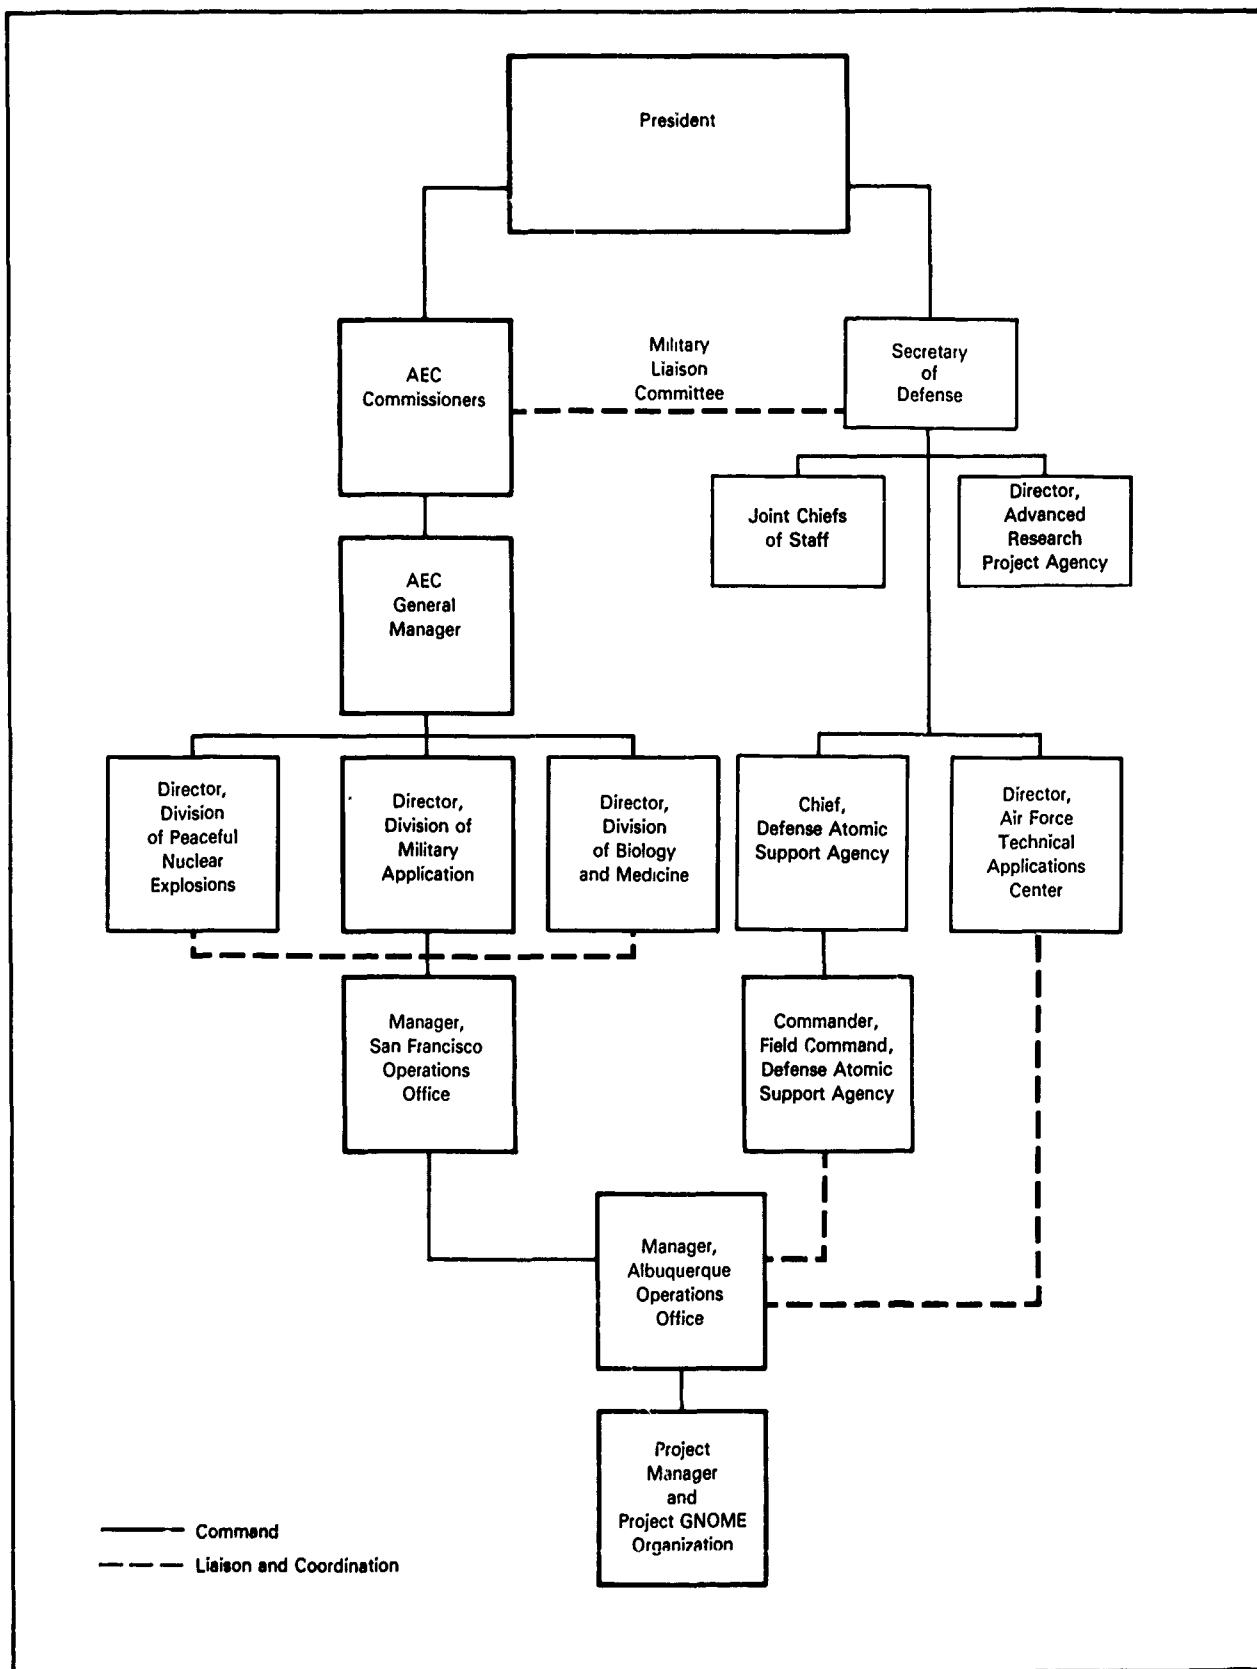 President
AEC
Commissioners
Military
Liaison
Committee
Secretary
of
Defense
Joint Chiefs
of Staff
Director,
Advanced
Research
Project Agency
AEC
General
Manager
Director,
Division
of Peaceful
Nuclear
Explosions
Director,
Division of
Military
Application
Director,
Division
of Biology
and Medicine
Chief,
Defense Atomic
Support Agency
Director,
Air Force
Technical
Applications
Center
Manager,
San Francisco
Operations
Office
Commander,
Field Command,
Defense Atomic
Support Agency
Manager,
Albuquerque
Operations
Office
Project
Manager
and
Project GNOME
Organization
Command
Liaison and Coordination